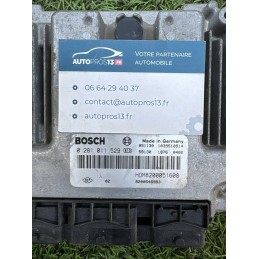 AUTOPROS13.FR
VOTRE PARTENAIRE
AUTOMOBILE
06 64 29 40 37
contact@autopros13.fr
autopros13.fr
BOSCH
Made in Germany
0 281 011 529
HOM8200051608